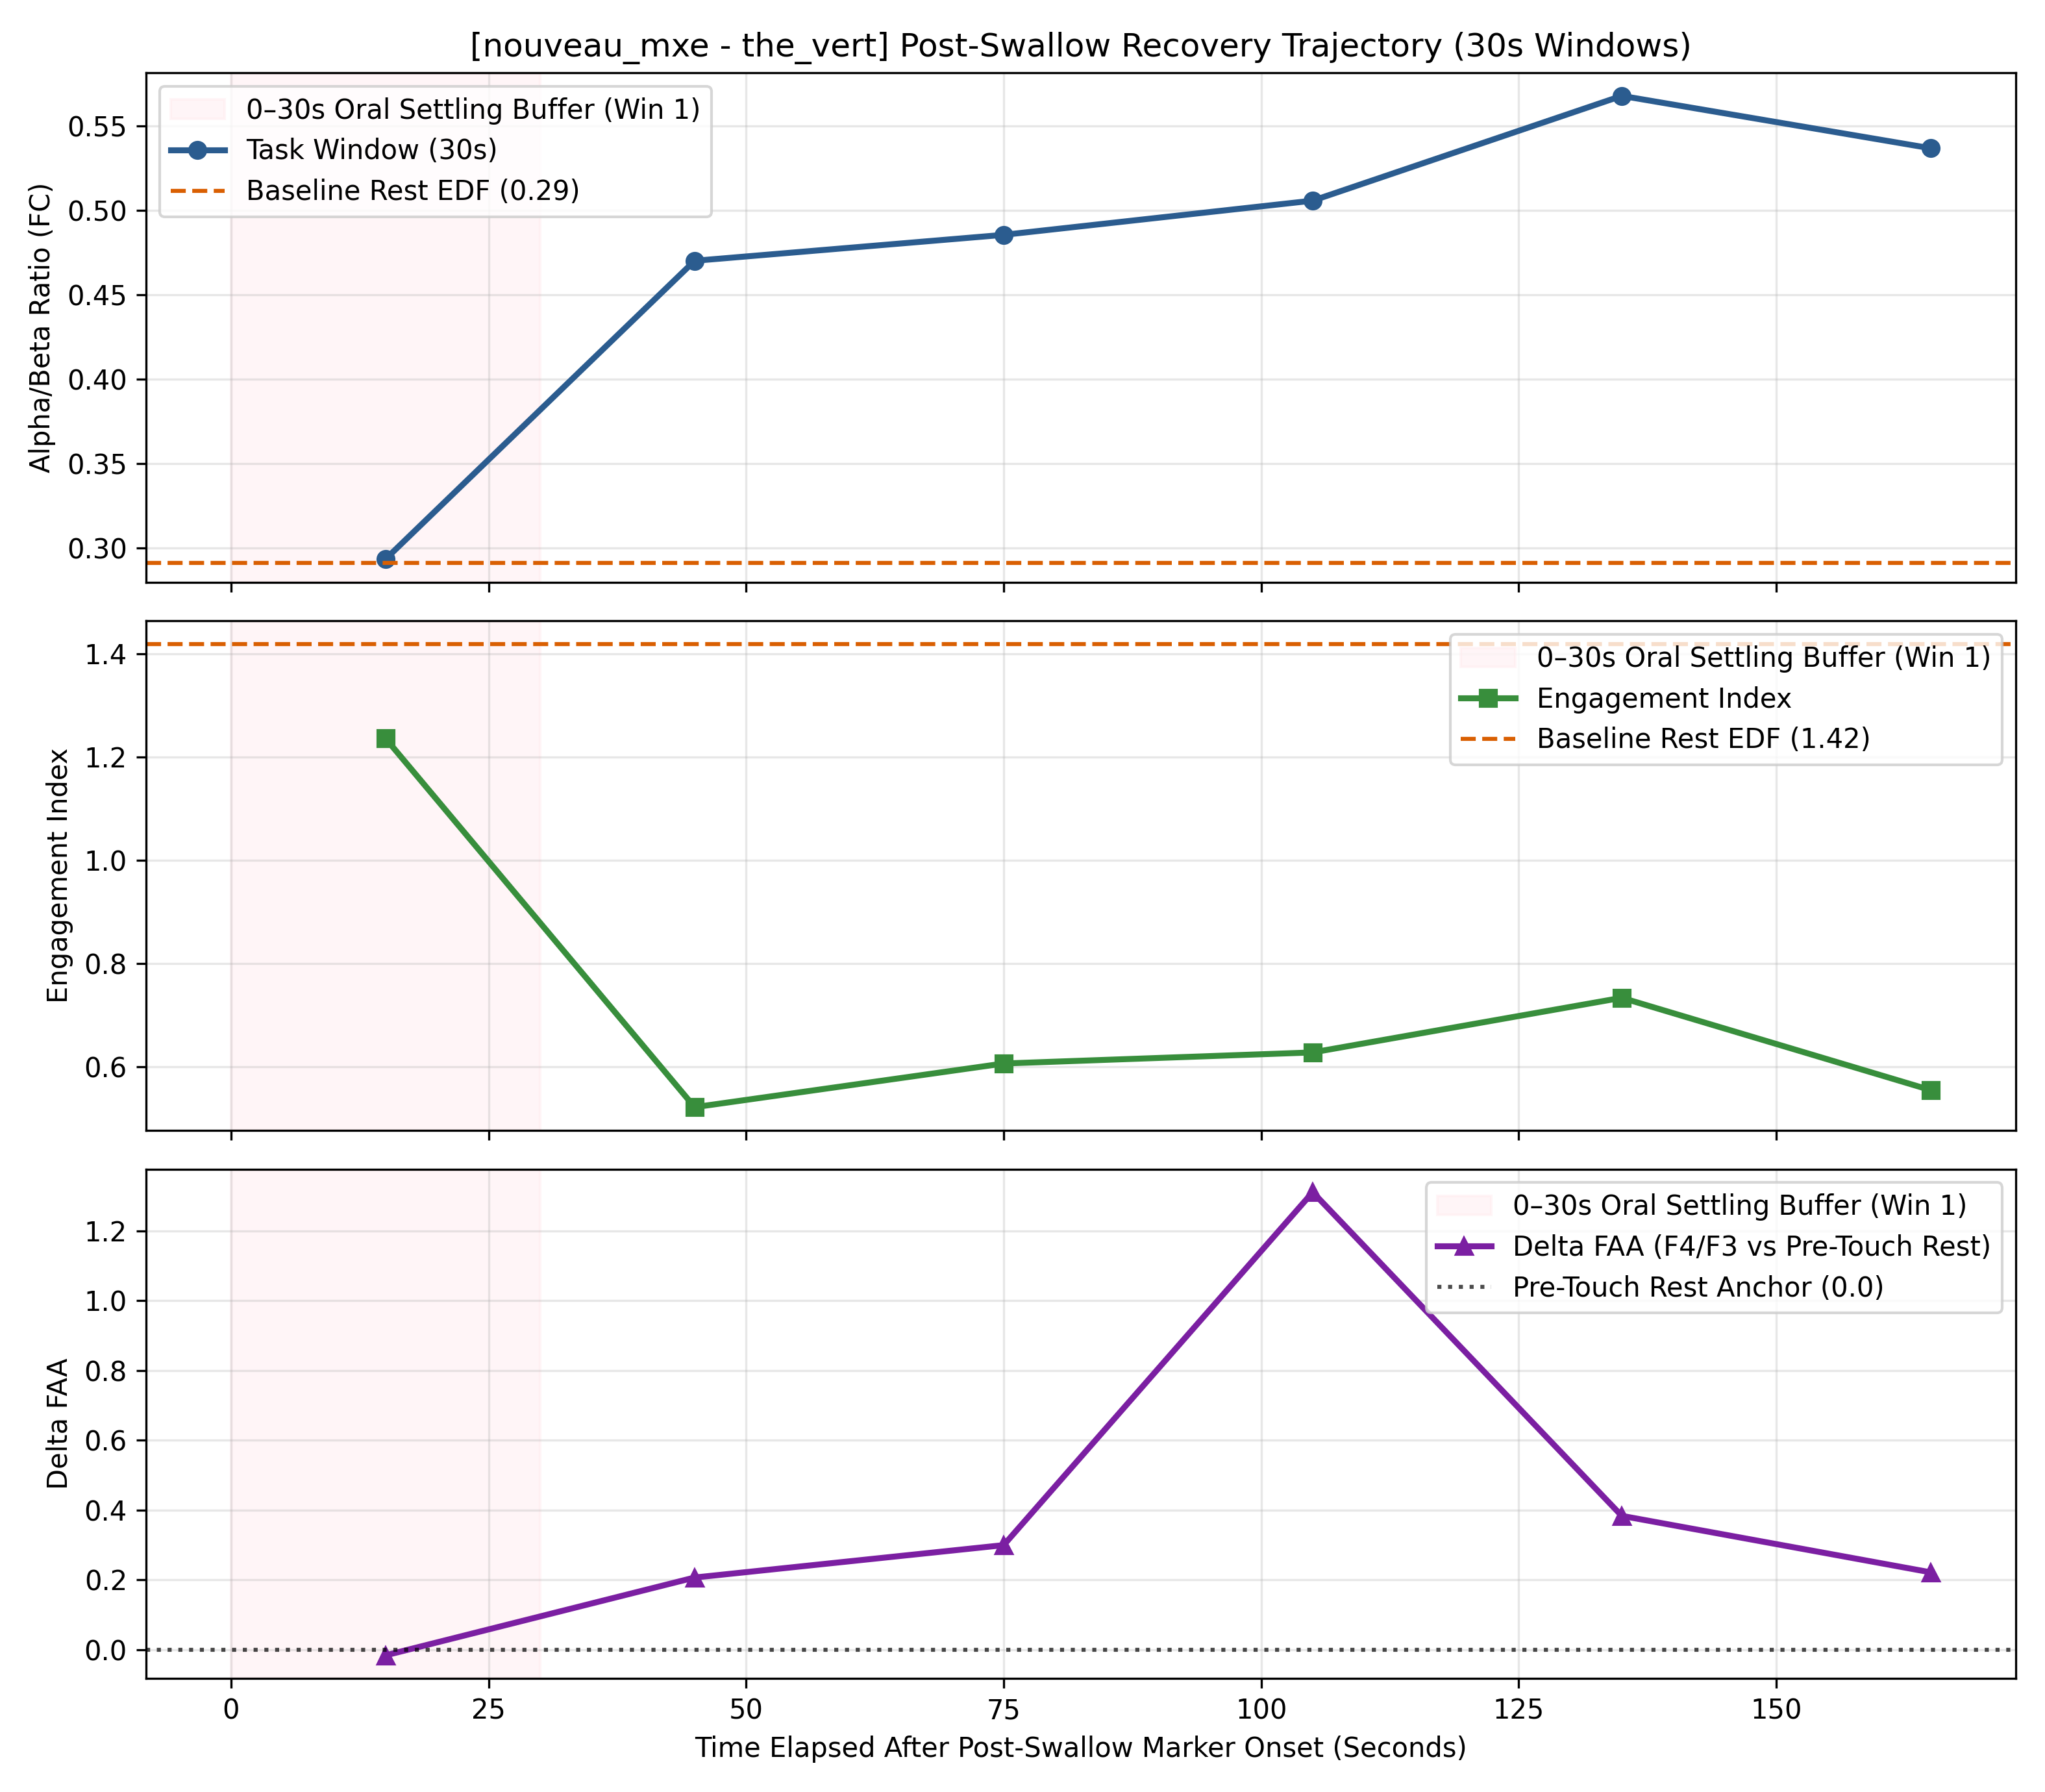 [nouveau_mxe - the_vert] Post-Swallow Recovery Trajectory (30s Windows)
0–30s Oral Settling Buffer (Win 1)
Task Window (30s)
Baseline Rest EDF (0.29)
Alpha/Beta Ratio (FC)
0.55
0.50
0.45
0.40
0.35
0.30
0–30s Oral Settling Buffer (Win 1)
Engagement Index
Baseline Rest EDF (1.42)
Engagement Index
1.4
1.2
1.0
0.8
0.6
0–30s Oral Settling Buffer (Win 1)
Delta FAA (F4/F3 vs Pre-Touch Rest)
Pre-Touch Rest Anchor (0.0)
Delta FAA
1.2
1.0
0.8
0.6
0.4
0.2
0.0
0 25 50 75 100 125 150
Time Elapsed After Post-Swallow Marker Onset (Seconds)